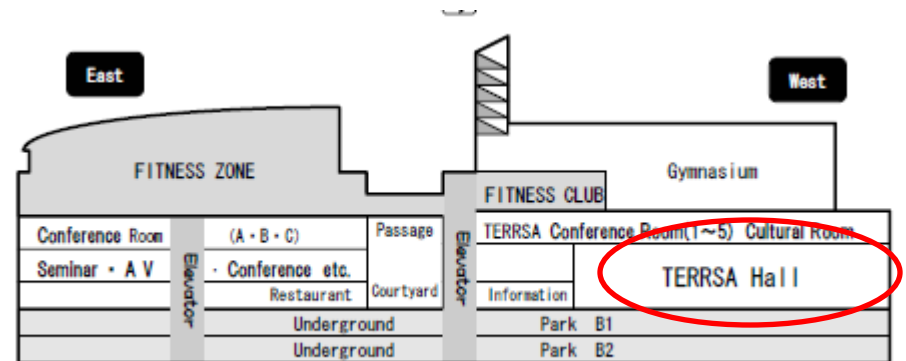 East
West
FITNESS ZONE
Gymnasium
FITNESS CLUB
Conference Room (A・B・C)
Passage
TERRSA Conference Room(1～5) Cultural Room
Seminar・AV ・Conference etc.
Elevator
Elevator
TERRSA Hall
Restaurant
Courtyard
Information
Underground Park B1
Underground Park B2